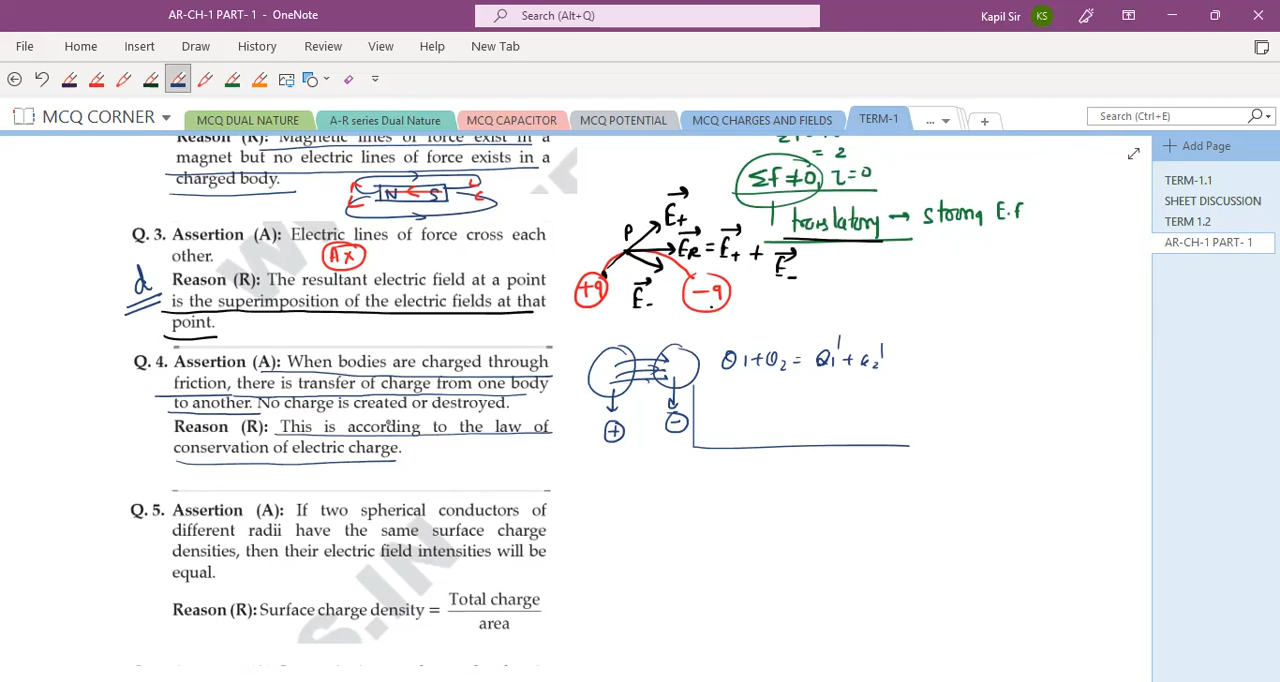 AR-CH-1 PART- 1 - OneNote
Search (Alt+Q)
Kapil Sir
KS
File Home Insert Draw History Review View Help New Tab
MCQ CORNER
MCQ DUAL NATURE
A-R series Dual Nature
MCQ CAPACITOR
MCQ POTENTIAL
MCQ CHARGES AND FIELDS
TERM-1
...
Search (Ctrl+E)
Add Page
TERM-1.1
SHEET DISCUSSION
TERM 1.2
AR-CH-1 PART- 1
Reason (R): Magnetic lines of force exist in a
magnet but no electric lines of force exists in a
charged body.
N S
Q. 3. Assertion (A): Electric lines of force cross each
other.
A×
Reason (R): The resultant electric field at a point
is the superimposition of the electric fields at that
point.
d
Q. 4. Assertion (A): When bodies are charged through
friction, there is transfer of charge from one body
to another. No charge is created or destroyed.
Reason (R): This is according to the law of
conservation of electric charge.
Q. 5. Assertion (A): If two spherical conductors of
different radii have the same surface charge
densities, then their electric field intensities will be
equal.
Reason (R): Surface charge density = Total charge
area
= 2
ΣF ≠ 0, τ = 0
translatory → strong E.F
P
E₊
E_R = E₊ + E₋
E₋
+q
-q
Q₁+Q₂ = Q₁' + Q₂'
+
-